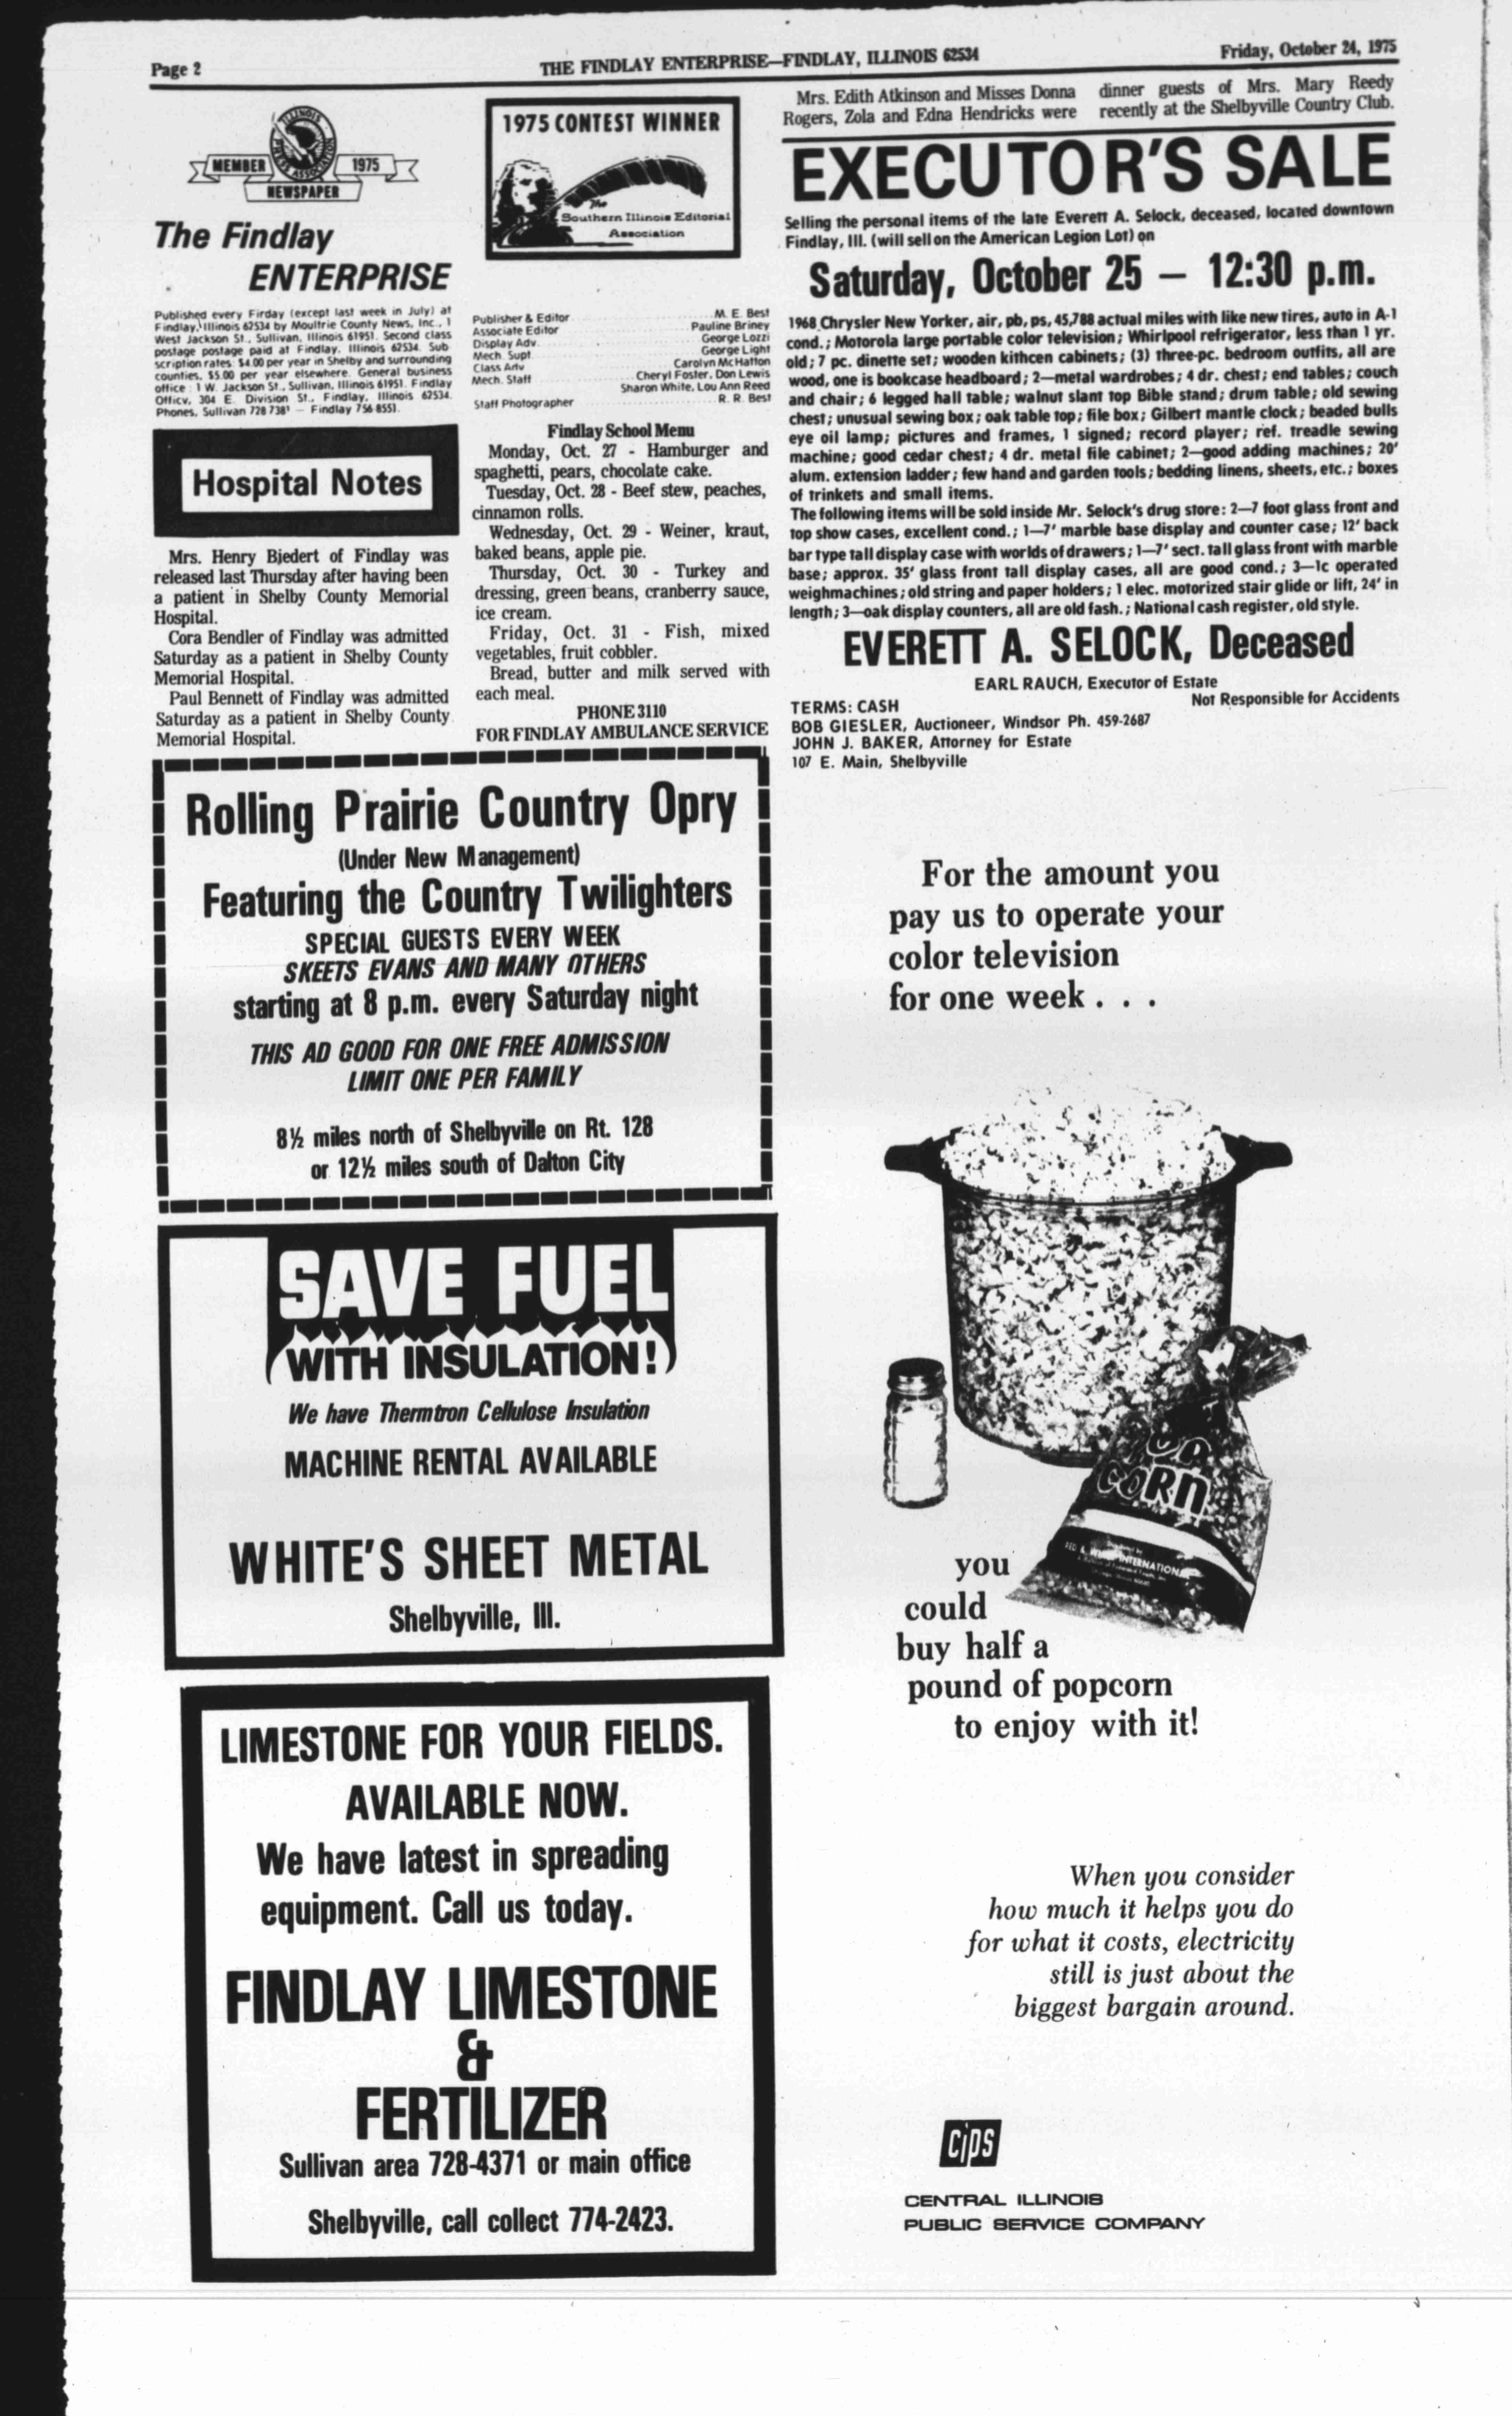 Page 2
THE FINDLAY ENTERPRISE—FINDLAY, ILLINOIS 62534
Friday, October 24, 1975
ILLINOIS
PRESS ASSOCIATION
MEMBER
1975
NEWSPAPER
The Findlay
ENTERPRISE
Published every Firday (except last week in July) at
Findlay, Illinois 62534 by Moultrie County News, Inc., 1
West Jackson St., Sullivan, Illinois 61951. Second class
postage postage paid at Findlay, Illinois 62534. Sub
scription rates: $4.00 per year in Shelby and surrounding
counties, $5.00 per year elsewhere. General business
office : 1 W. Jackson St., Sullivan, Illinois 61951. Findlay
Officv, 304 E. Division St., Findlay, Illinois 62534.
Phones, Sullivan 728 7381 — Findlay 756 8551.
Hospital Notes
Mrs. Henry Bjedert of Findlay was
released last Thursday after having been
a patient in Shelby County Memorial
Hospital.
Cora Bendler of Findlay was admitted
Saturday as a patient in Shelby County
Memorial Hospital.
Paul Bennett of Findlay was admitted
Saturday as a patient in Shelby County
Memorial Hospital.
1975 CONTEST WINNER
The
Southern Illinois Editorial
Association
Publisher & Editor M. E. Best
Associate Editor Pauline Briney
Display Adv. George Lozzi
Mech. Supt. George Light
Class Adv. Carolyn McHatton
Mech. Staff Cheryl Foster, Don Lewis
Sharon White, Lou Ann Reed
Staff Photographer R. R. Best
Findlay School Menu
Monday, Oct. 27 - Hamburger and
spaghetti, pears, chocolate cake.
Tuesday, Oct. 28 - Beef stew, peaches,
cinnamon rolls.
Wednesday, Oct. 29 - Weiner, kraut,
baked beans, apple pie.
Thursday, Oct. 30 - Turkey and
dressing, green beans, cranberry sauce,
ice cream.
Friday, Oct. 31 - Fish, mixed
vegetables, fruit cobbler.
Bread, butter and milk served with
each meal.
PHONE 3110
FOR FINDLAY AMBULANCE SERVICE
Rolling Prairie Country Opry
(Under New Management)
Featuring the Country Twilighters
SPECIAL GUESTS EVERY WEEK
SKEETS EVANS AND MANY OTHERS
starting at 8 p.m. every Saturday night
THIS AD GOOD FOR ONE FREE ADMISSION
LIMIT ONE PER FAMILY
8½ miles north of Shelbyville on Rt. 128
or 12½ miles south of Dalton City
SAVE FUEL
WITH INSULATION!
We have Thermtron Cellulose Insulation
MACHINE RENTAL AVAILABLE
WHITE'S SHEET METAL
Shelbyville, Ill.
LIMESTONE FOR YOUR FIELDS.
AVAILABLE NOW.
We have latest in spreading
equipment. Call us today.
FINDLAY LIMESTONE
&
FERTILIZER
Sullivan area 728-4371 or main office
Shelbyville, call collect 774-2423.
Mrs. Edith Atkinson and Misses Donna
Rogers, Zola and Edna Hendricks were
dinner guests of Mrs. Mary Reedy
recently at the Shelbyville Country Club.
EXECUTOR'S SALE
Selling the personal items of the late Everett A. Selock, deceased, located downtown
Findlay, Ill. (will sell on the American Legion Lot) on
Saturday, October 25 — 12:30 p.m.
1968 Chrysler New Yorker, air, pb, ps, 45,788 actual miles with like new tires, auto in A-1
cond.; Motorola large portable color television; Whirlpool refrigerator, less than 1 yr.
old; 7 pc. dinette set; wooden kithcen cabinets; (3) three-pc. bedroom outfits, all are
wood, one is bookcase headboard; 2—metal wardrobes; 4 dr. chest; end tables; couch
and chair; 6 legged hall table; walnut slant top Bible stand; drum table; old sewing
chest; unusual sewing box; oak table top; file box; Gilbert mantle clock; beaded bulls
eye oil lamp; pictures and frames, 1 signed; record player; ref. treadle sewing
machine; good cedar chest; 4 dr. metal file cabinet; 2—good adding machines; 20'
alum. extension ladder; few hand and garden tools; bedding linens, sheets, etc.; boxes
of trinkets and small items.
The following items will be sold inside Mr. Selock's drug store: 2—7 foot glass front and
top show cases, excellent cond.; 1—7' marble base display and counter case; 12' back
bar type tall display case with worlds of drawers; 1—7' sect. tall glass front with marble
base; approx. 35' glass front tall display cases, all are good cond.; 3—1c operated
weighmachines; old string and paper holders; 1 elec. motorized stair glide or lift, 24' in
length; 3—oak display counters, all are old fash.; National cash register, old style.
EVERETT A. SELOCK, Deceased
EARL RAUCH, Executor of Estate
TERMS: CASH
Not Responsible for Accidents
BOB GIESLER, Auctioneer, Windsor Ph. 459-2687
JOHN J. BAKER, Attorney for Estate
107 E. Main, Shelbyville
For the amount you
pay us to operate your
color television
for one week . . .
CORN
you
could
buy half a
pound of popcorn
to enjoy with it!
When you consider
how much it helps you do
for what it costs, electricity
still is just about the
biggest bargain around.
CIPS
CENTRAL ILLINOIS
PUBLIC SERVICE COMPANY